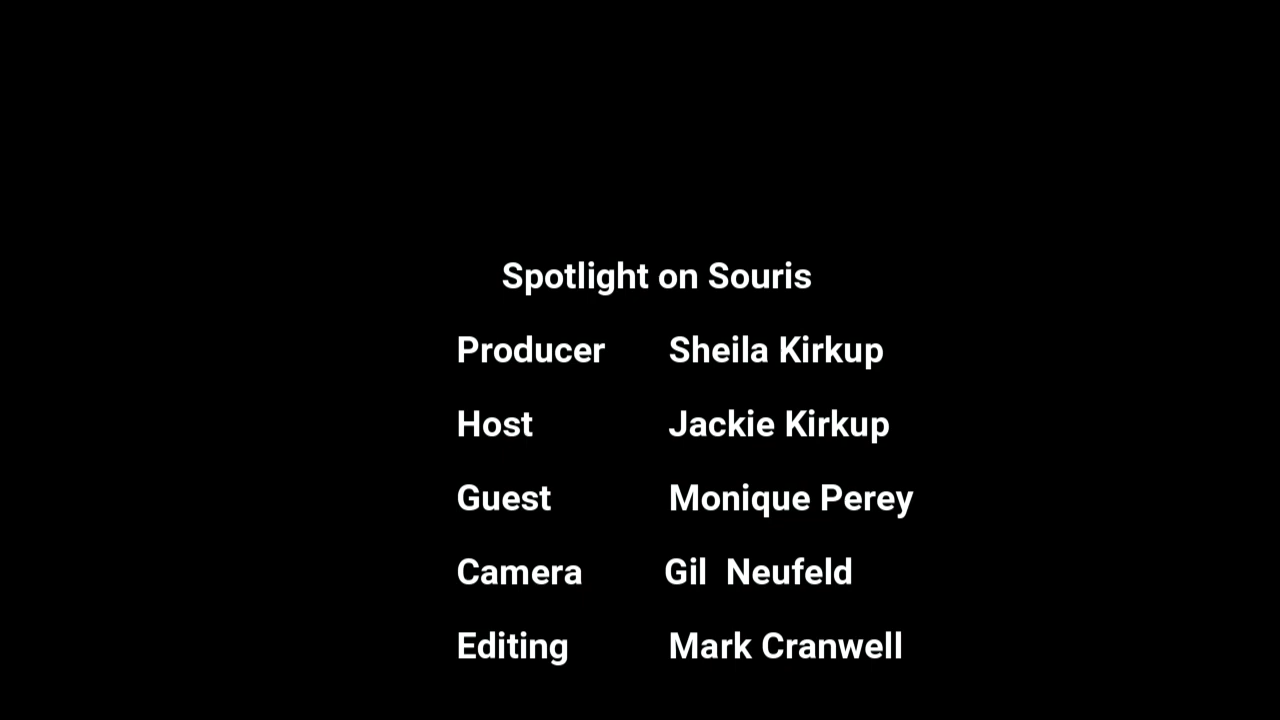 Spotlight on Souris
Producer Sheila Kirkup
Host Jackie Kirkup
Guest Monique Perey
Camera Gil Neufeld
Editing Mark Cranwell